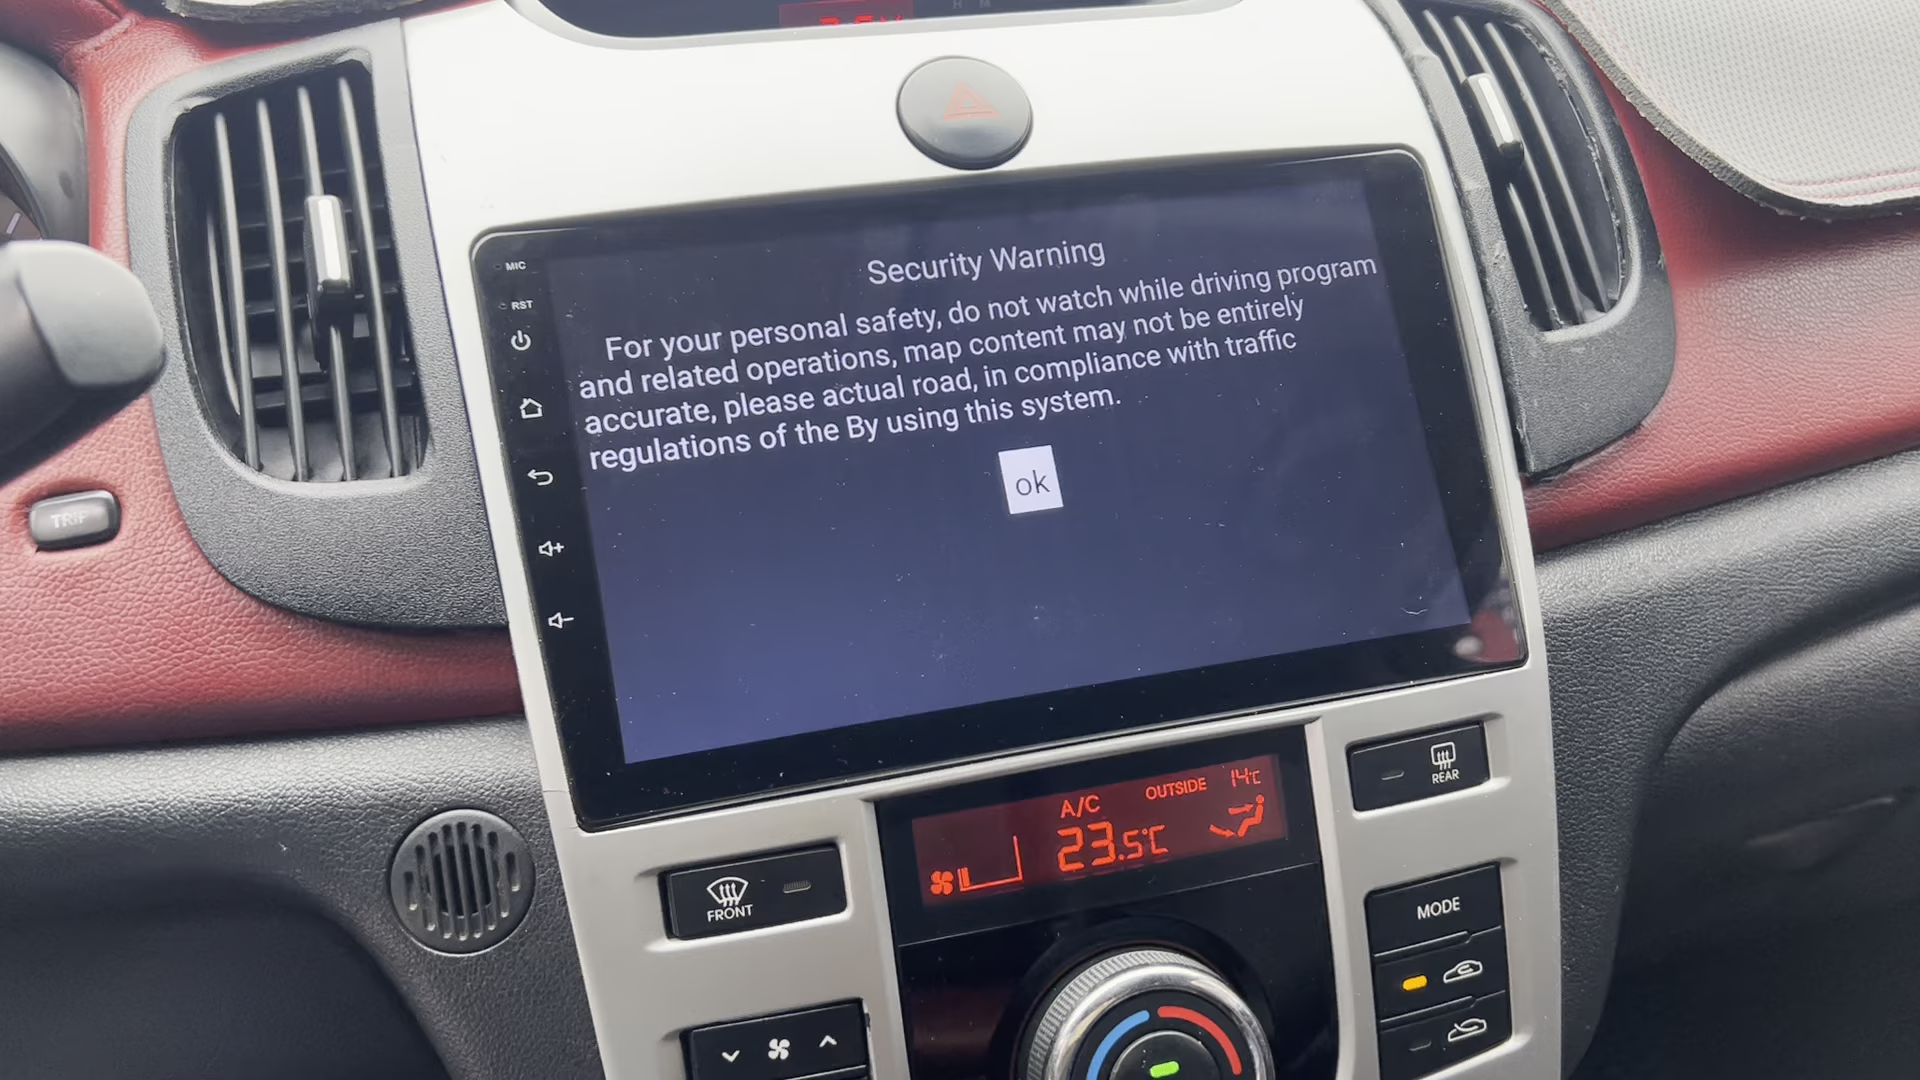 MIC
RST
Security Warning
For your personal safety, do not watch while driving program
and related operations, map content may not be entirely
accurate, please actual road, in compliance with traffic
regulations of the By using this system.
ok
TRIP
A/C
OUTSIDE 14°C
23.5°C
REAR
FRONT
MODE